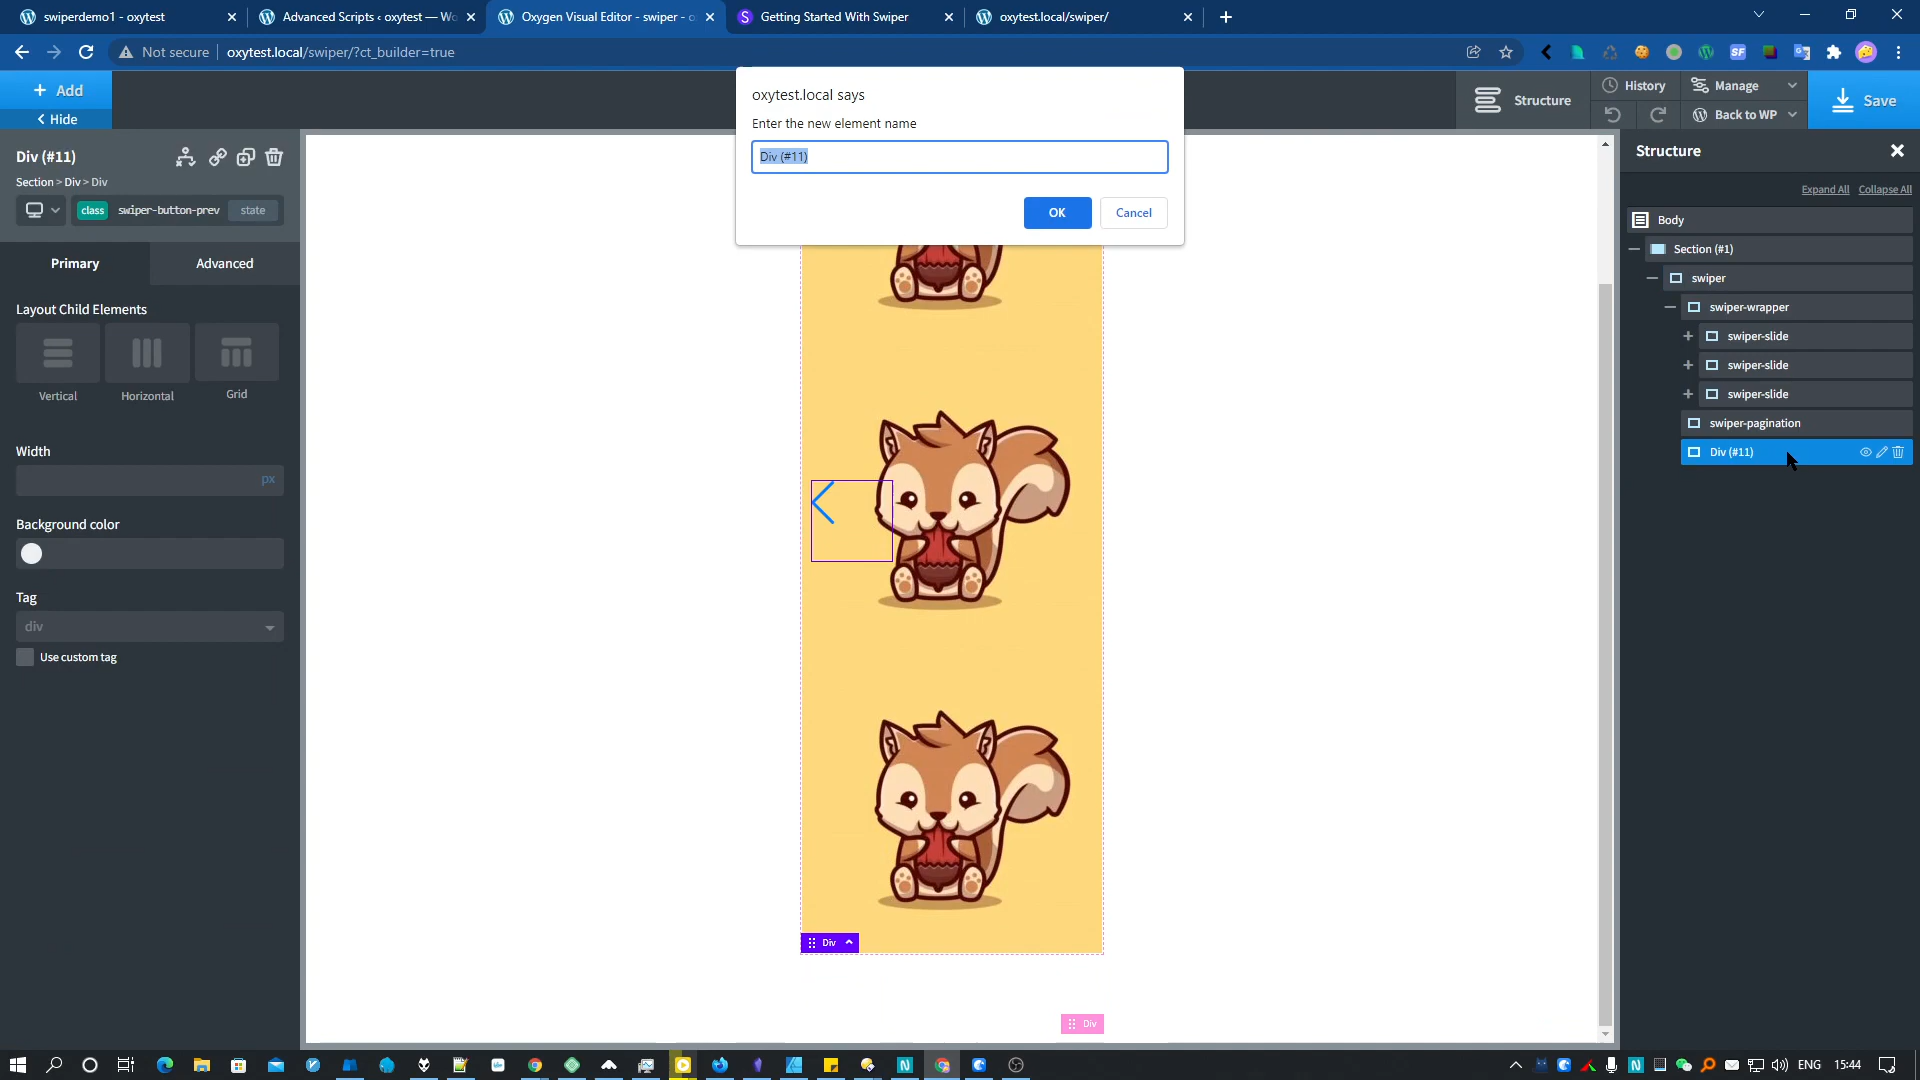 swiperdemo1 - oxytest
Advanced Scripts ‹ oxytest — Wo
Oxygen Visual Editor - swiper - o
Getting Started With Swiper
oxytest.local/swiper/
Not secure
oxytest.local/swiper/?ct_builder=true
+ Add
Hide
oxytest.local says
Enter the new element name
Div (#11)
OK
Cancel
Structure
History
Manage
Back to WP
Save
Div (#11)
Section > Div > Div
class
swiper-button-prev
state
Primary
Advanced
Layout Child Elements
Vertical
Horizontal
Grid
Width
px
Background color
Tag
div
Use custom tag
Div
Div
Structure
Expand All
Collapse All
Body
Section (#1)
swiper
swiper-wrapper
swiper-slide
swiper-slide
swiper-slide
swiper-pagination
Div (#11)
ENG
15:44